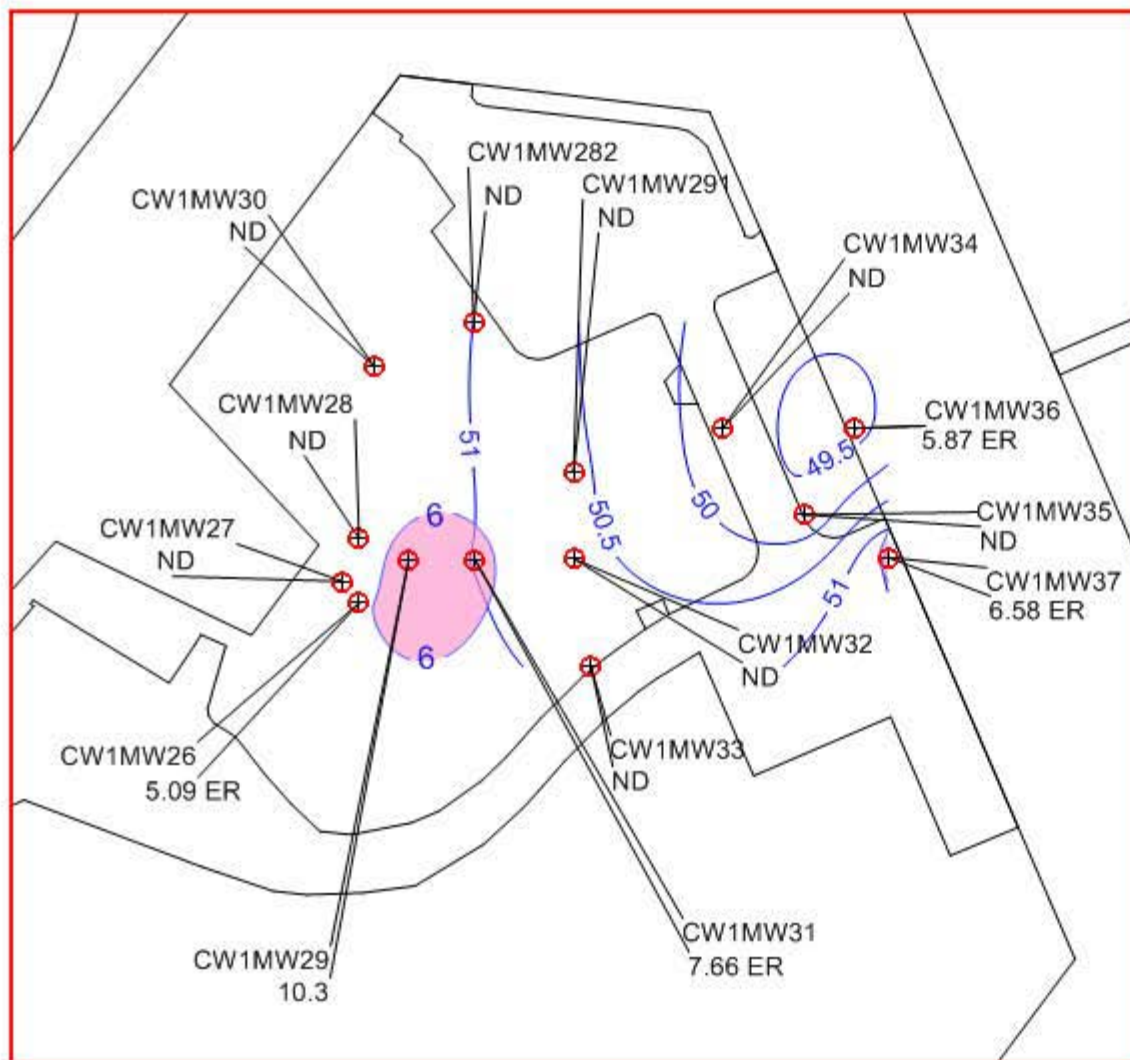 CW1MW282
ND
CW1MW291
ND
CW1MW30
ND
CW1MW34
ND
CW1MW28
ND
CW1MW36
5.87 ER
51
49.5
50
50.5
6
CW1MW35
ND
CW1MW27
ND
CW1MW37
6.58 ER
51
6
CW1MW32
ND
CW1MW26
5.09 ER
CW1MW33
ND
CW1MW31
7.66 ER
CW1MW29
10.3